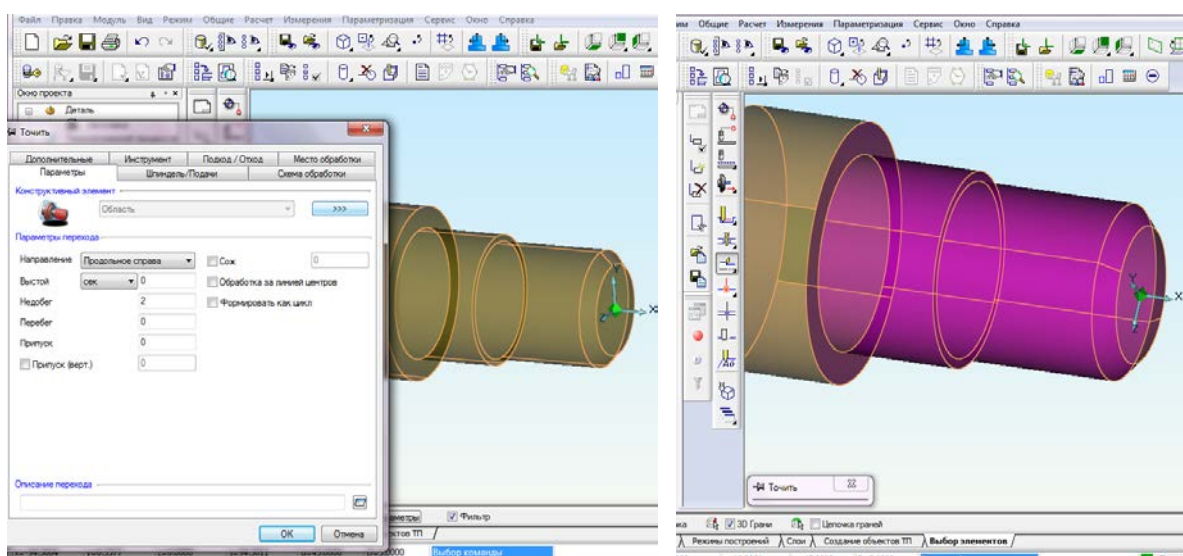 Файл Правка Модуль Вид Режим Общие Расчет Измерения Параметризация Сервис Окно Справка
Окно проекта
Деталь
Точить
Дополнительные Инструмент Подход / Отход Место обработки
Параметры Шпиндель/Подачи Схема обработки
Конструктивный элемент
Область >>>
Параметры перехода
Направление Продольное справа Сож 0
Выстой сек 0 Обработка за линией центров
Недобег 2 Формировать как цикл
Перебег 0
Припуск 0
Припуск (верт.) 0
Описание перехода
OK Отмена
Фильтр
Выбор команды
X
Общие Расчет Измерения Параметризация Сервис Окно Справка
Y
X
Z
Точить
3D Грани Цепочка граней
Режимы построений Слои Создание объектов ТП Выбор элементов